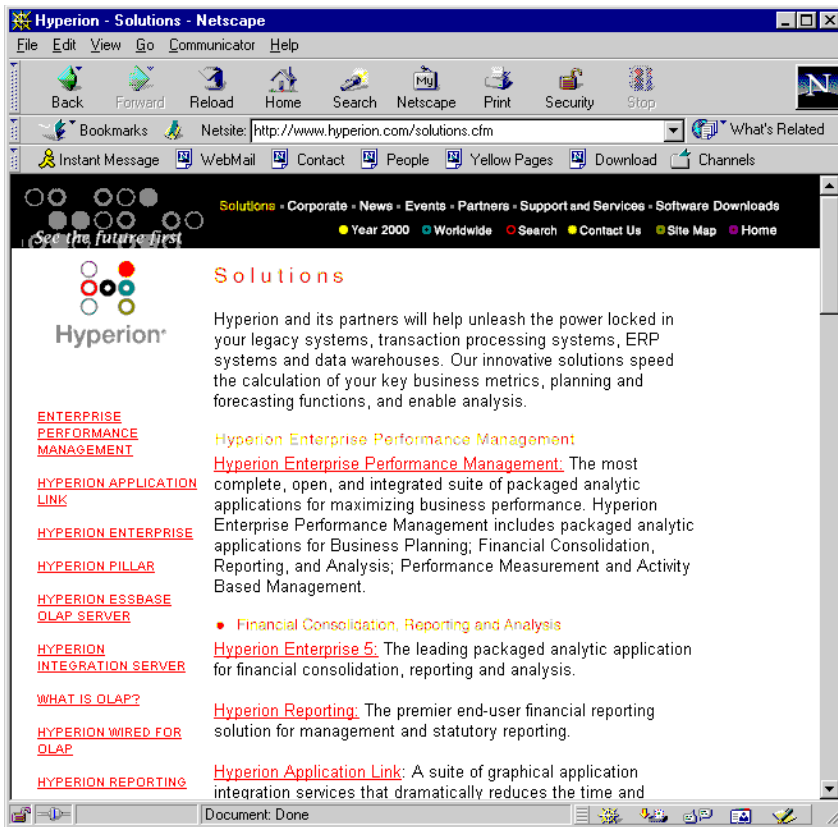 Hyperion - Solutions - Netscape
File Edit View Go Communicator Help
My
N
Back Forward Reload Home Search Netscape Print Security Stop
Bookmarks Netsite: http://www.hyperion.com/solutions.cfm What's Related
Instant Message WebMail Contact People Yellow Pages Download Channels
Solutions Corporate News Events Partners Support and Services Software Downloads
Year 2000 Worldwide Search Contact Us Site Map Home
See the future first
Hyperion
ENTERPRISE
PERFORMANCE
MANAGEMENT
HYPERION APPLICATION
LINK
HYPERION ENTERPRISE
HYPERION PILLAR
HYPERION ESSBASE
OLAP SERVER
HYPERION
INTEGRATION SERVER
WHAT IS OLAP?
HYPERION WIRED FOR
OLAP
HYPERION REPORTING
Solutions
Hyperion and its partners will help unleash the power locked in
your legacy systems, transaction processing systems, ERP
systems and data warehouses. Our innovative solutions speed
the calculation of your key business metrics, planning and
forecasting functions, and enable analysis.
Hyperion Enterprise Performance Management
Hyperion Enterprise Performance Management: The most
complete, open, and integrated suite of packaged analytic
applications for maximizing business performance. Hyperion
Enterprise Performance Management includes packaged analytic
applications for Business Planning; Financial Consolidation,
Reporting, and Analysis; Performance Measurement and Activity
Based Management.
• Financial Consolidation, Reporting and Analysis
Hyperion Enterprise 5: The leading packaged analytic application
for financial consolidation, reporting and analysis.
Hyperion Reporting: The premier end-user financial reporting
solution for management and statutory reporting.
Hyperion Application Link: A suite of graphical application
integration services that dramatically reduces the time and
Document: Done